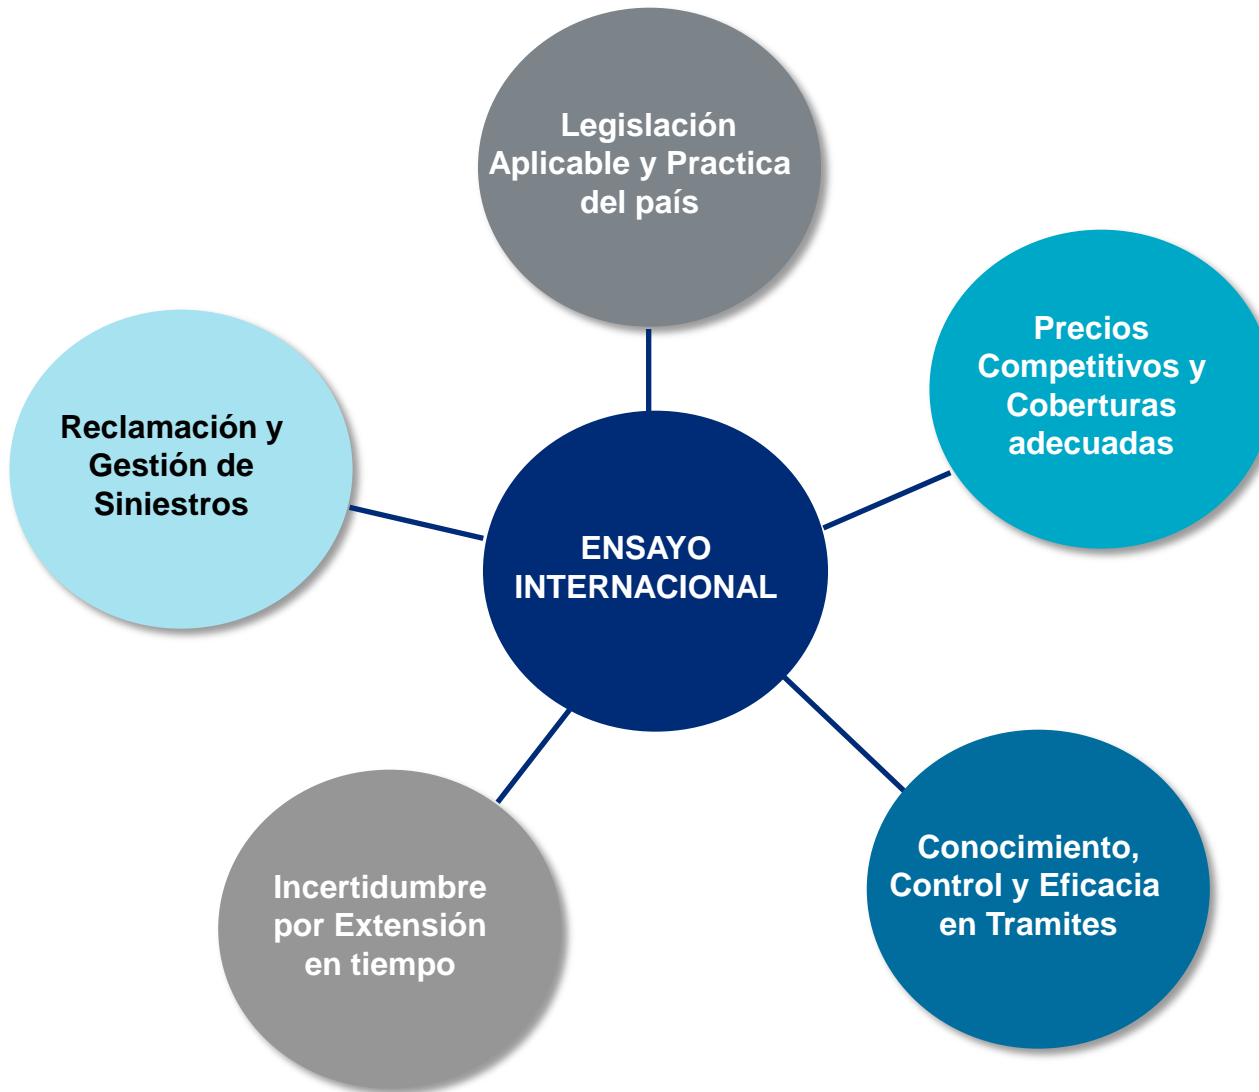 Legislación
Aplicable y Practica
del país
Precios
Competitivos y
Coberturas
adecuadas
Reclamación y
Gestión de
Siniestros
ENSAYO
INTERNACIONAL
Conocimiento,
Control y Eficacia
en Tramites
Incertidumbre
por Extensión
en tiempo